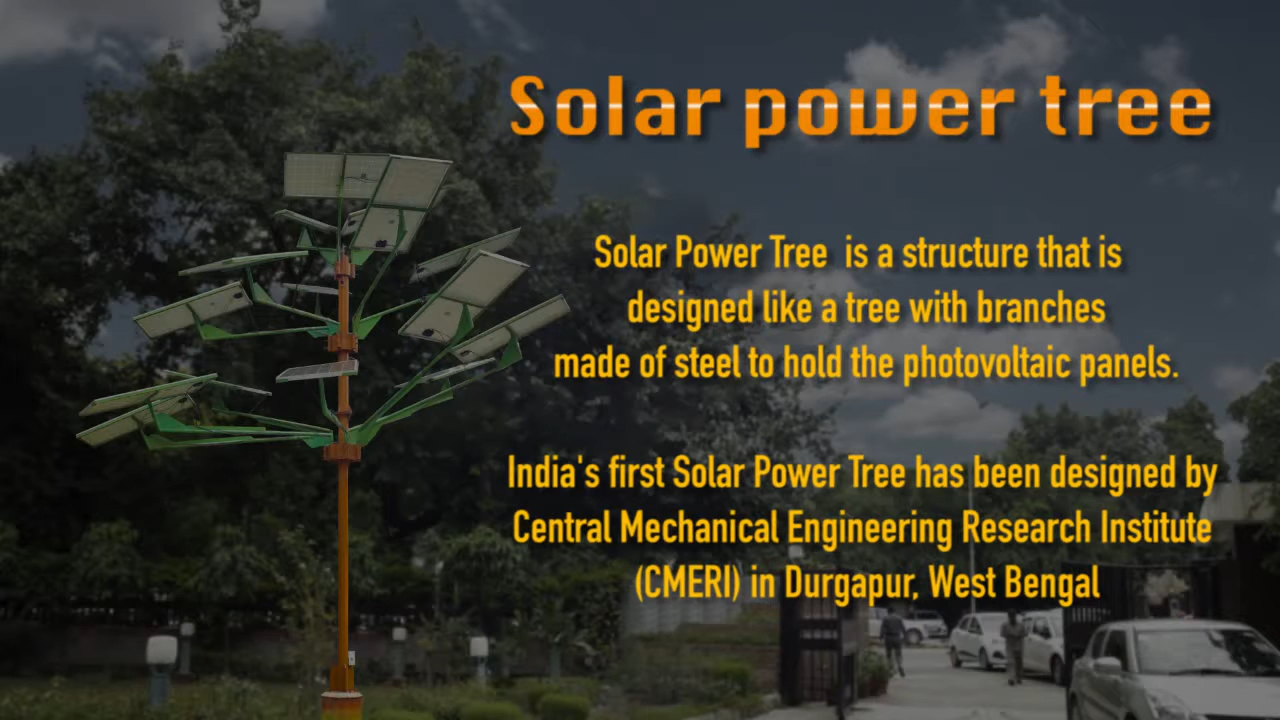 Solar power tree
Solar Power Tree is a structure that is
designed like a tree with branches
made of steel to hold the photovoltaic panels.
India's first Solar Power Tree has been designed by
Central Mechanical Engineering Research Institute
(CMERI) in Durgapur, West Bengal